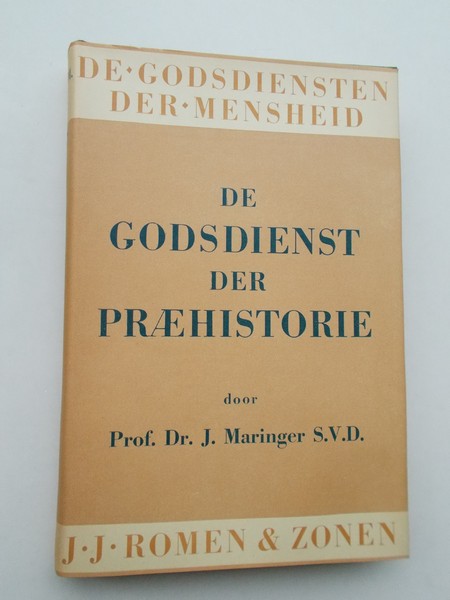 DE·GODSDIENSTEN
DER·MENSHEID
DE
GODSDIENST
DER
PRÆHISTORIE
door
Prof. Dr. J. Maringer S.V.D.
J·J·ROMEN & ZONEN